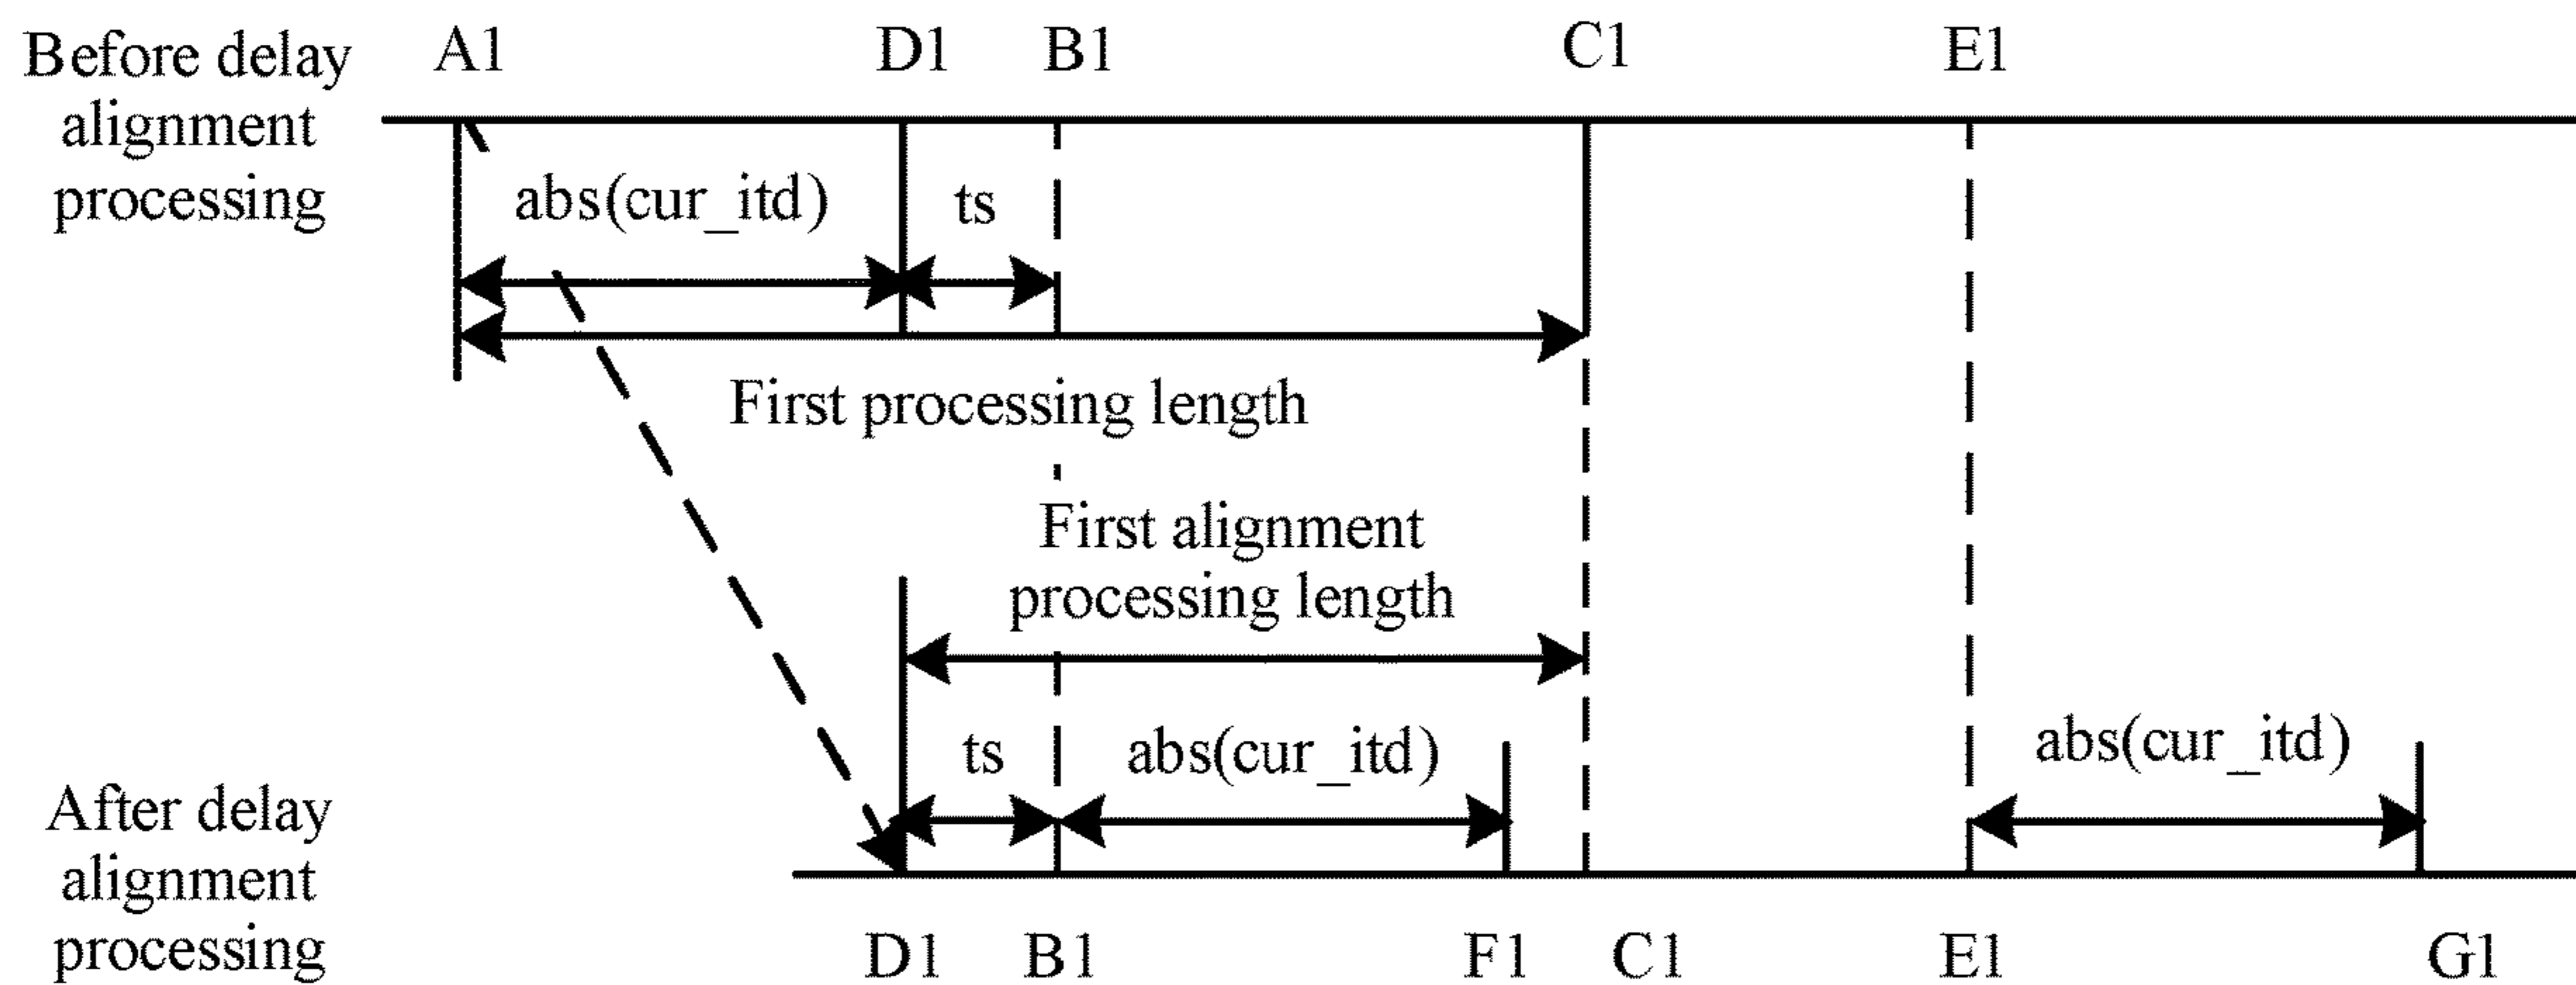 Before delay
alignment
processing
A1
D1
B1
C1
E1
abs(cur_itd)
ts
First processing length
First alignment
processing length
ts
abs(cur_itd)
abs(cur_itd)
After delay
alignment
processing
D1
B1
F1
C1
E1
G1